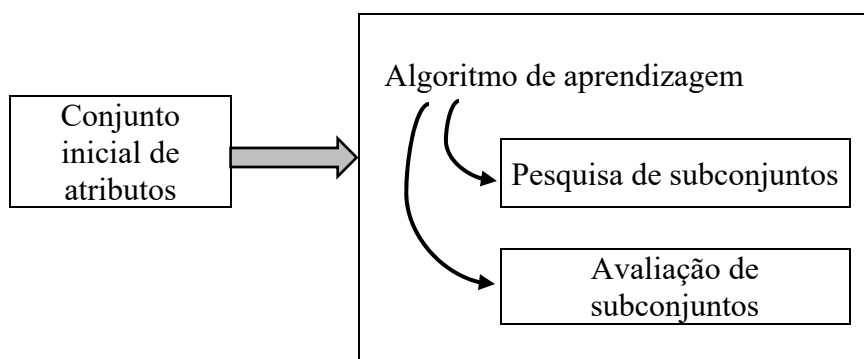 Conjunto
inicial de
atributos
Algoritmo de aprendizagem
Pesquisa de subconjuntos
Avaliação de
subconjuntos